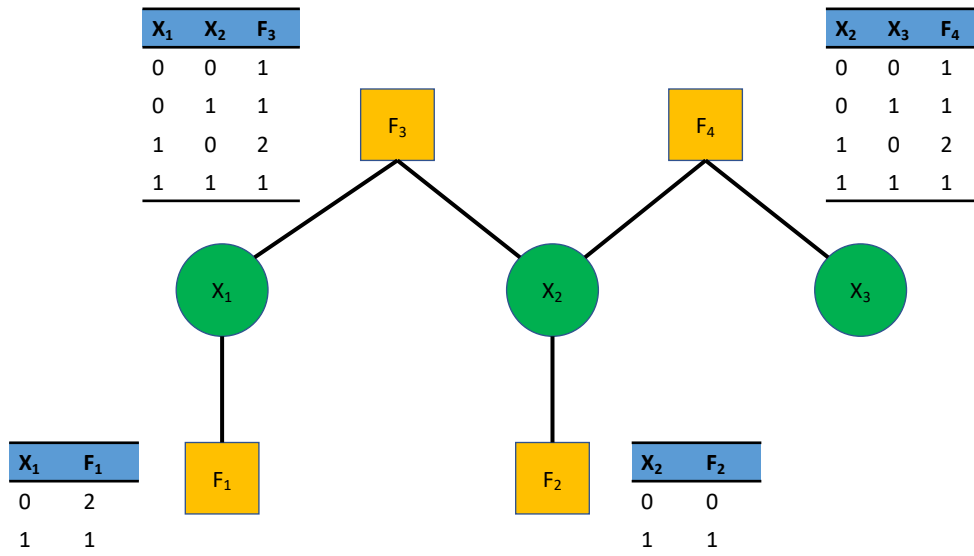 X₁ X₂ F₃
0 0 1
0 1 1
1 0 2
1 1 1
X₂ X₃ F₄
0 0 1
0 1 1
1 0 2
1 1 1
F₃
F₄
X₁
X₂
X₃
X₁ F₁
0 2
1 1
F₁
F₂
X₂ F₂
0 0
1 1